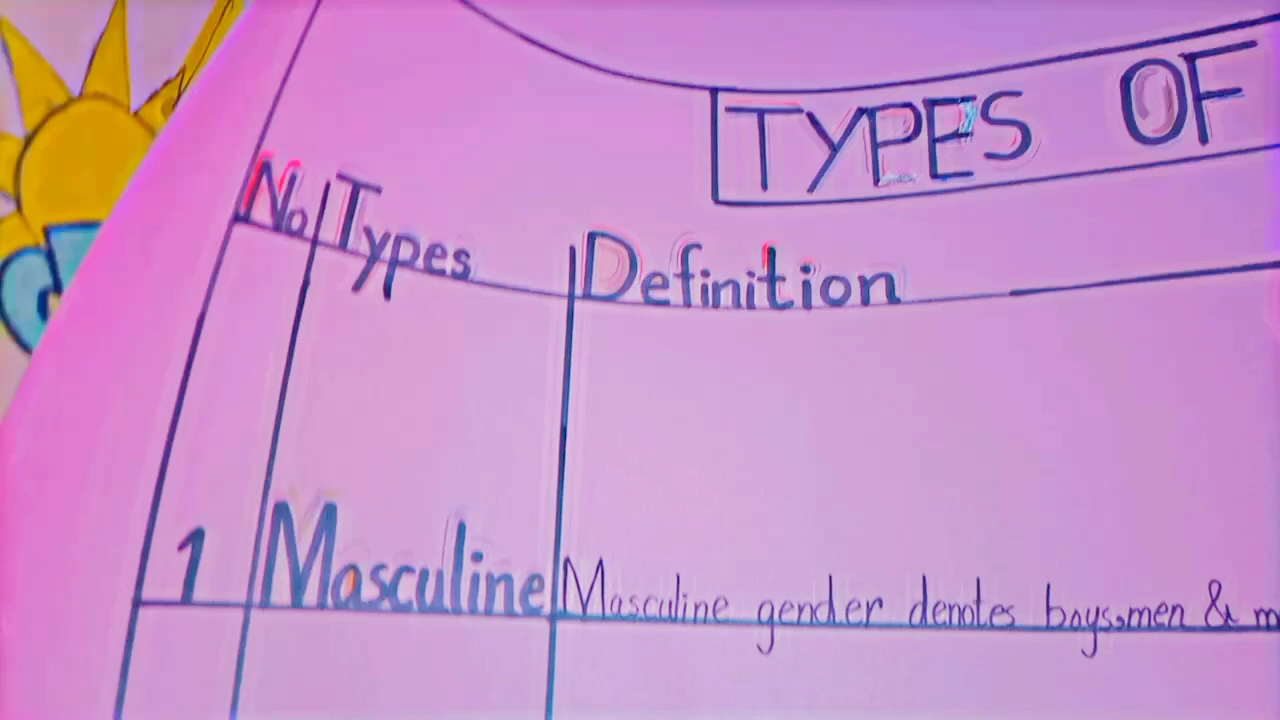 TYPES OF
No Types Definition
1 Masculine Masculine gender denotes boys,men &